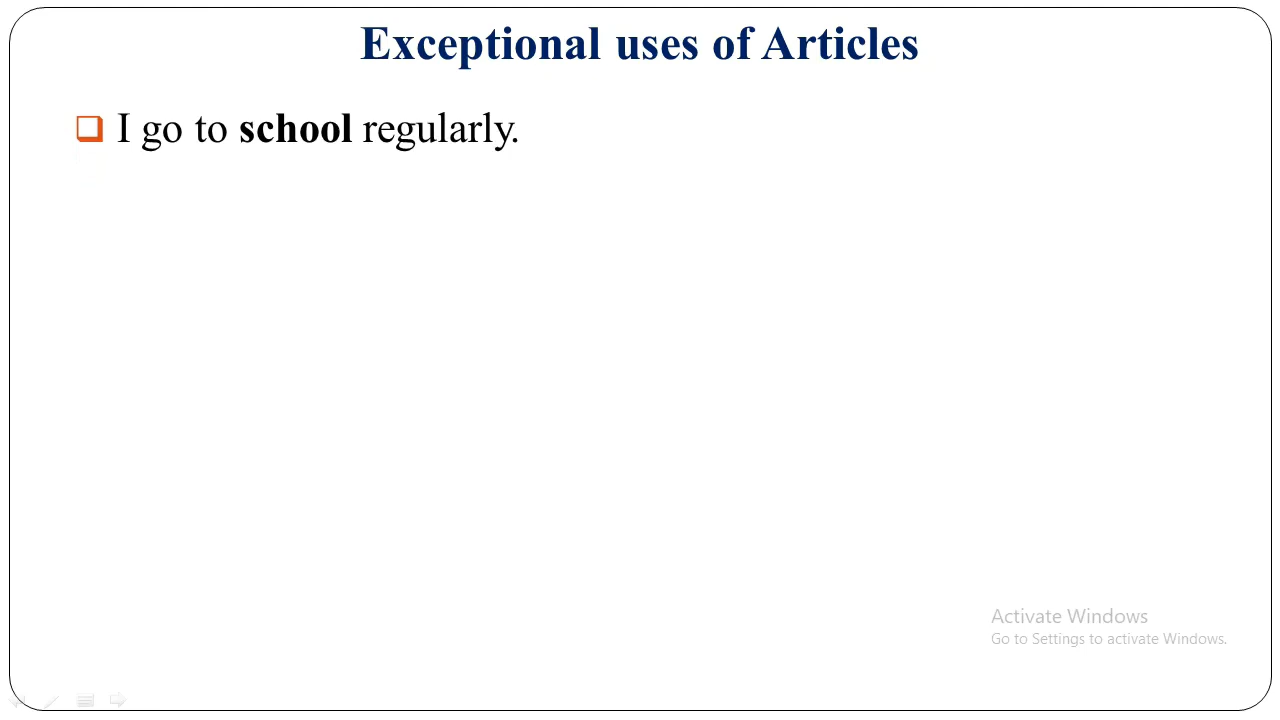 Exceptional uses of Articles
I go to school regularly.
Activate Windows
Go to Settings to activate Windows.